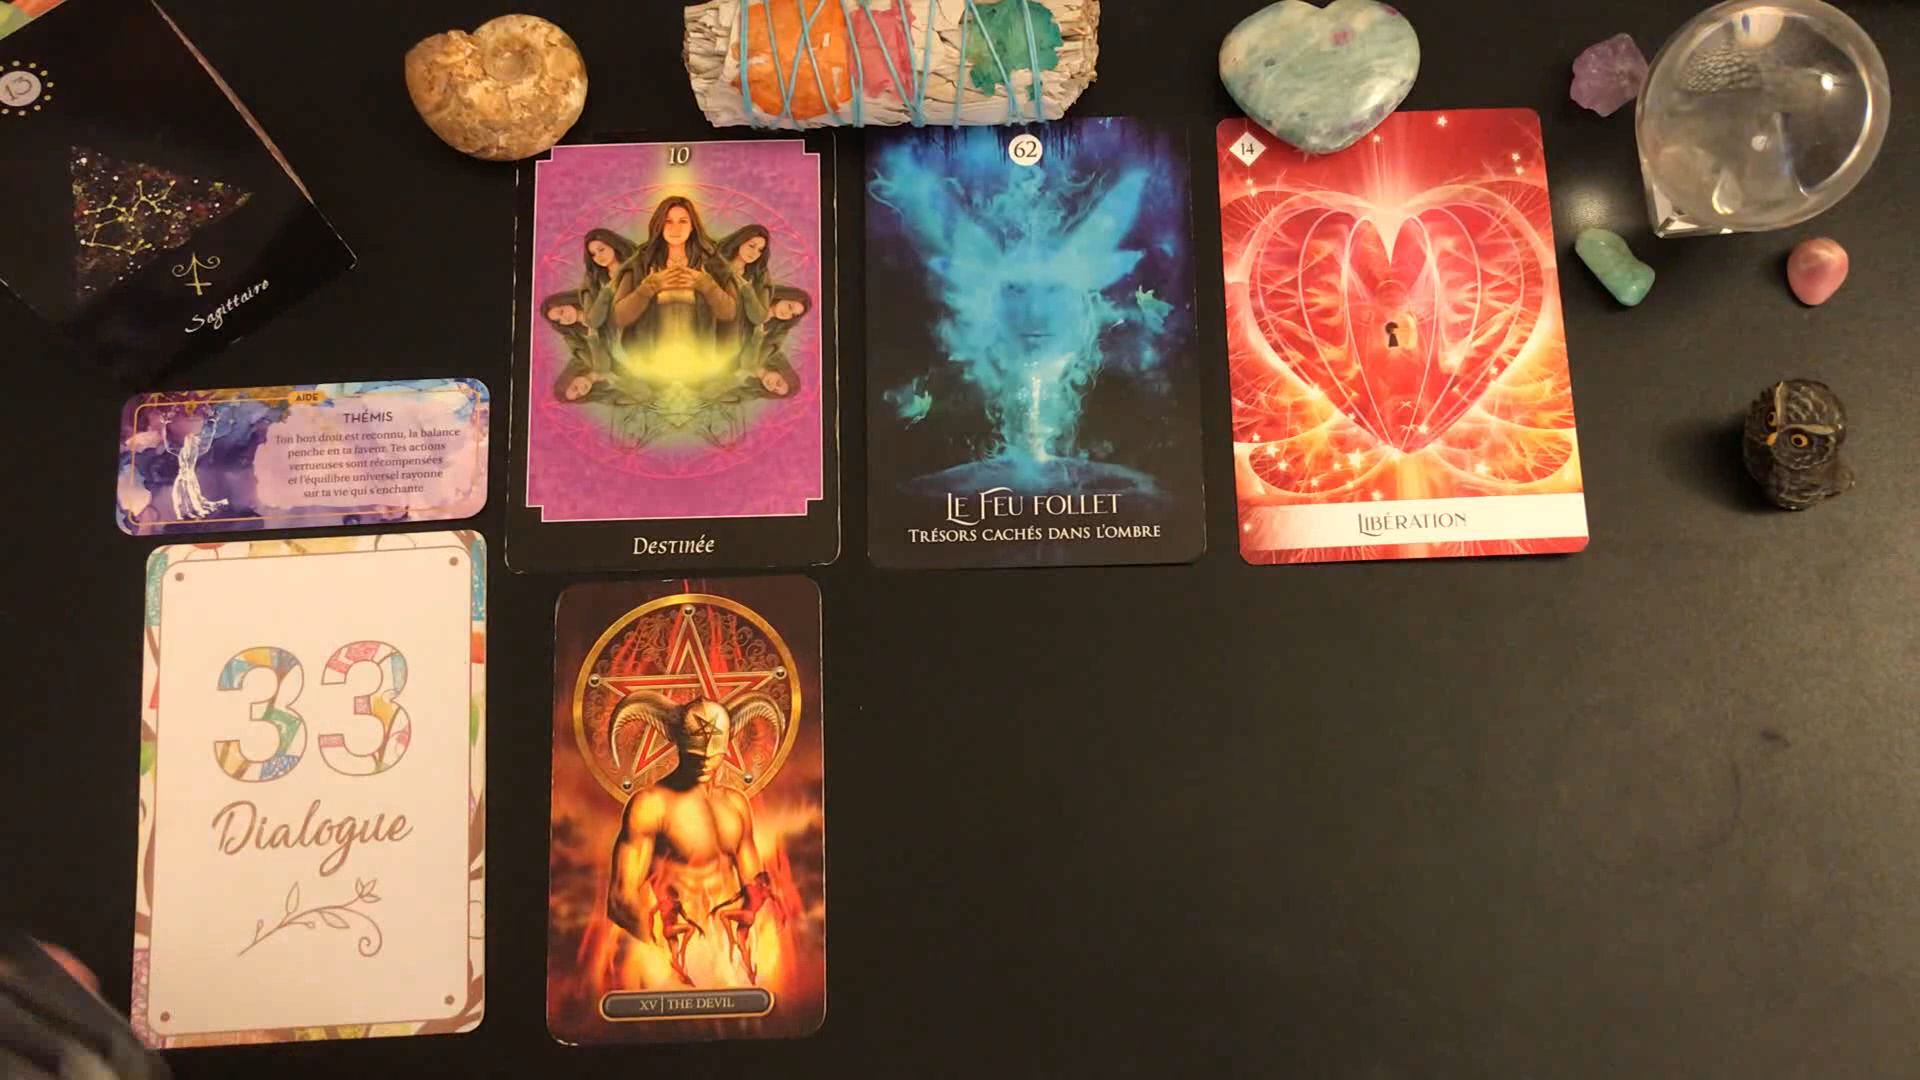 13
Sagittaire
AIDE
THÉMIS
Ton bon droit est reconnu, la balance
penche en ta faveur. Tes actions
vertueuses sont récompensées
et l'équilibre universel rayonne
sur ta vie qui s'enchante.
33
Dialogue
10
Destinée
62
Le Feu follet
Trésors cachés dans l'ombre
14
Libération
XV | THE DEVIL